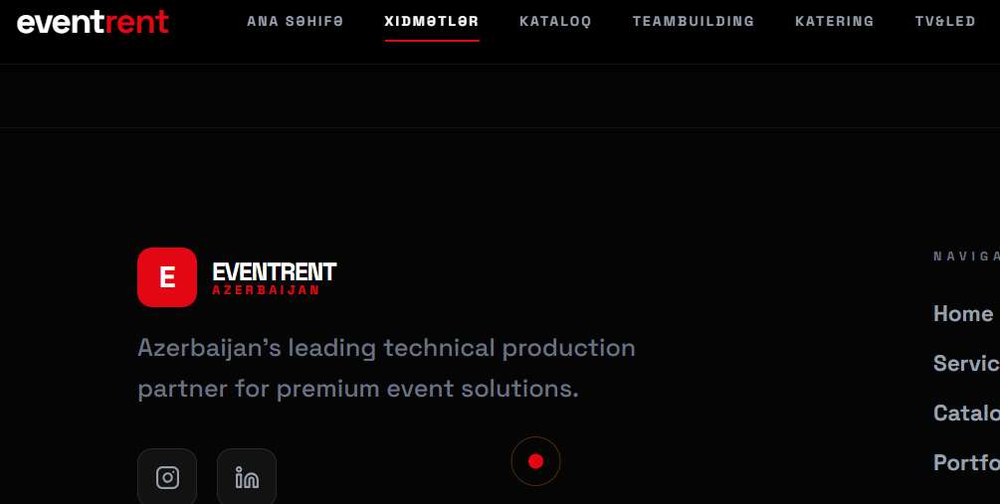 eventrent
ANA SƏHIFƏ XIDMƏTLƏR KATALOQ TEAMBUILDING KATERING TV&LED
E EVENTRENT
AZERBAIJAN
Azerbaijan's leading technical production
partner for premium event solutions.
NAVIGA
Home
Servic
Catalo
Portfo